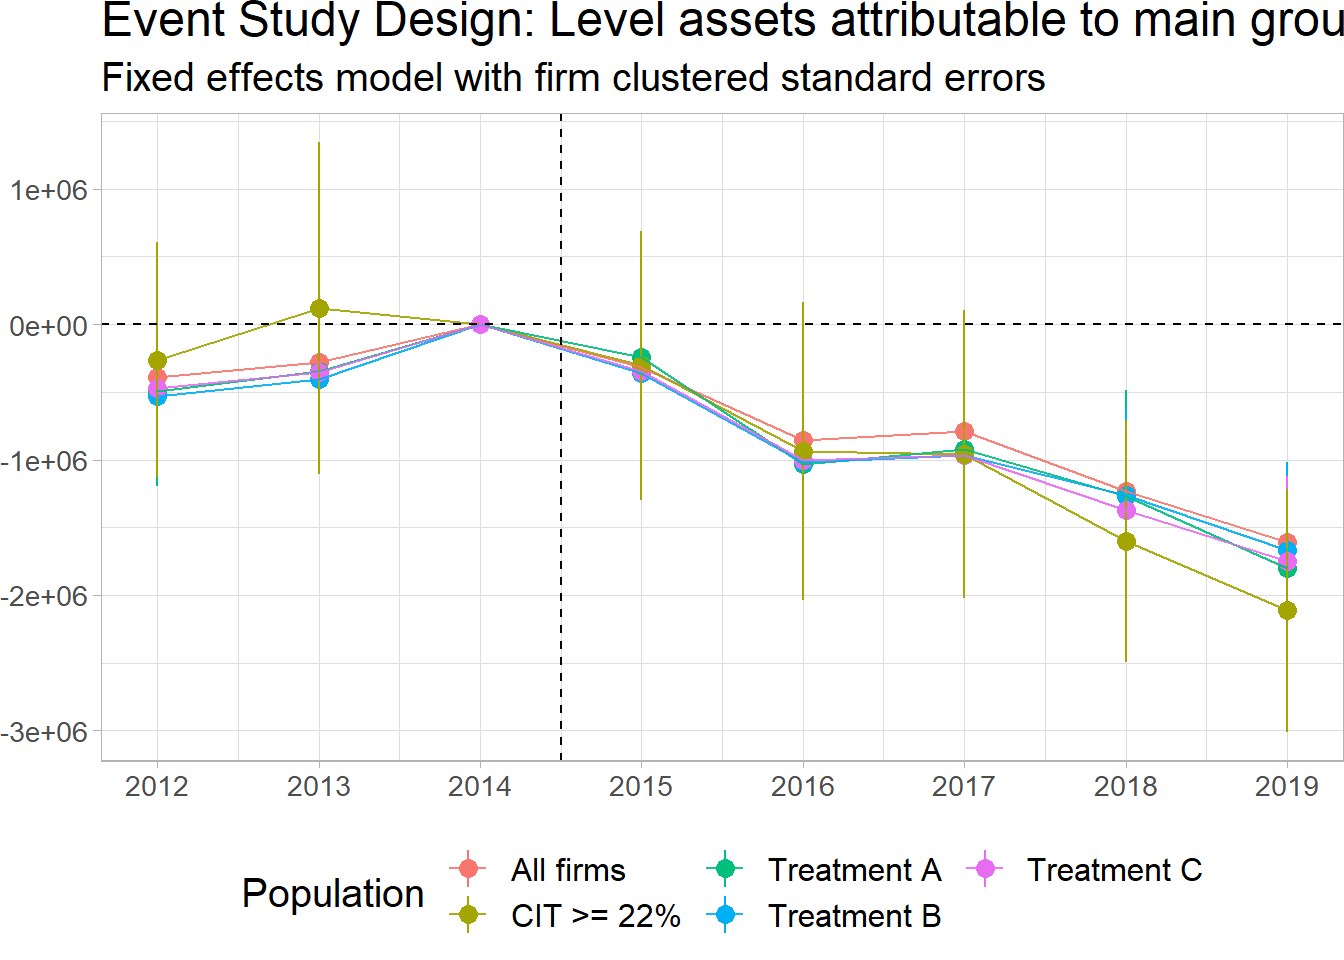 Event Study Design: Level assets attributable to main grou
Fixed effects model with firm clustered standard errors
1e+06
0e+00
-1e+06
-2e+06
-3e+06
2012 2013 2014 2015 2016 2017 2018 2019
Population
All firms Treatment A Treatment C
CIT >= 22% Treatment B